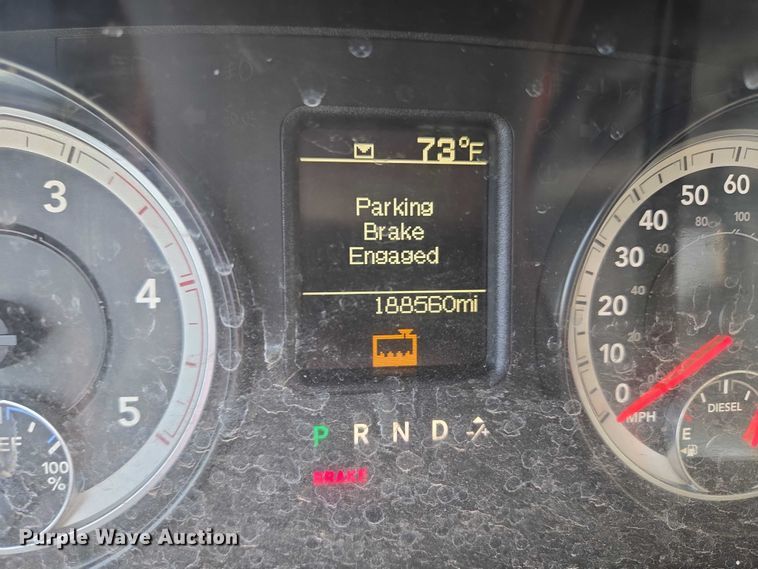 73°F
Parking
Brake
Engaged
188560mi
P R N D
BRAKE
3
4
5
EF
100
%
0
10
20
30
40
50
60
80
100
60
MPH
DIESEL
E
Purple Wave Auction